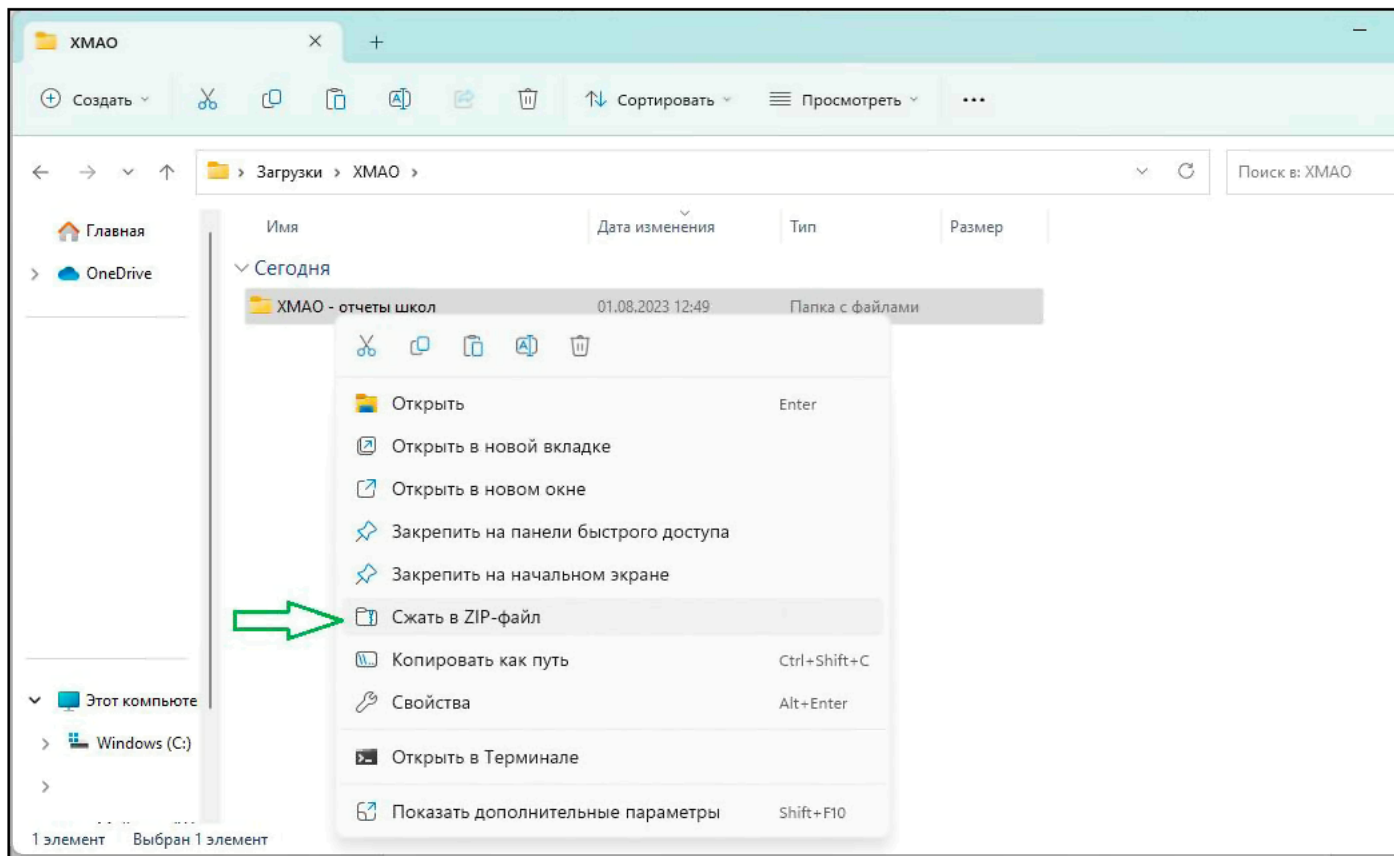 ХМАО
Создать
Сортировать
Просмотреть
Загрузки > ХМАО >
Поиск в: ХМАО
Главная
OneDrive
Имя
Дата изменения
Тип
Размер
Сегодня
ХМАО - отчеты школ 01.08.2023 12:49 Папка с файлами
Открыть Enter
Открыть в новой вкладке
Открыть в новом окне
Закрепить на панели быстрого доступа
Закрепить на начальном экране
Сжать в ZIP-файл
Копировать как путь Ctrl+Shift+C
Свойства Alt+Enter
Открыть в Терминале
Показать дополнительные параметры Shift+F10
Этот компьюте
Windows (C:)
1 элемент Выбран 1 элемент